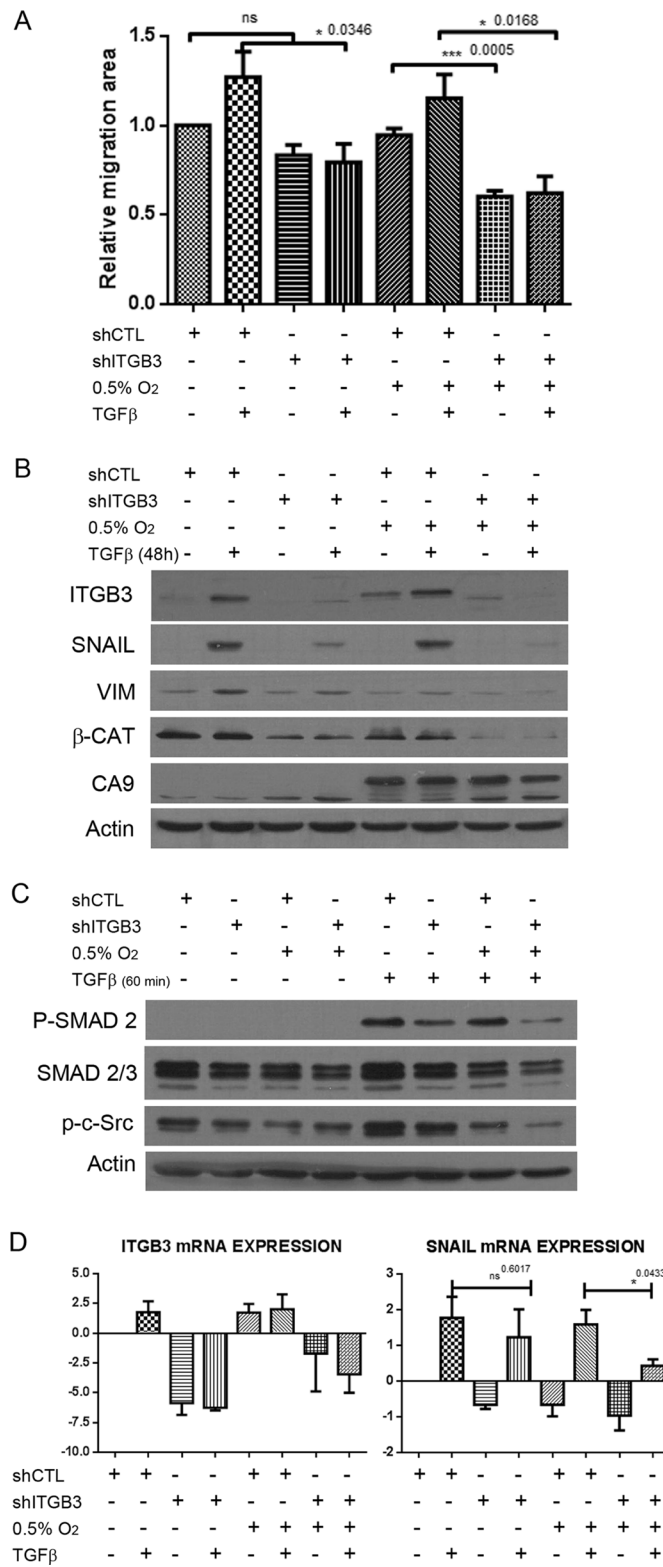 A
ns
* 0.0346
* 0.0168
*** 0.0005
Relative migration area
1.5
1.0
0.5
0.0
shCTL + + - - + + - -
shITGB3 - - + + - - + +
0.5% O2 - - - - + + + +
TGFβ - + - + - + - +
B
shCTL + + - - + + - -
shITGB3 - - + + - - + +
0.5% O2 - - - - + + + +
TGFβ (48h) - + - + - + - +
ITGB3
SNAIL
VIM
β-CAT
CA9
Actin
C
shCTL + - + - + - + -
shITGB3 - + - + - + - +
0.5% O2 - - + + - - + +
TGFβ (60 min) - - - - + + + +
P-SMAD 2
SMAD 2/3
p-c-Src
Actin
D
ITGB3 mRNA EXPRESSION
5.0
2.5
0.0
-2.5
-5.0
-7.5
-10.0
SNAIL mRNA EXPRESSION
ns 0.6017
* 0.0433
3
2
1
0
-1
-2
shCTL + + - - + + - - + + - - + + - -
shITGB3 - - + + - - + + - - + + - - + +
0.5% O2 - - - - + + + + - - - - + + + +
TGFβ - + - + - + - + - + - + - + - +